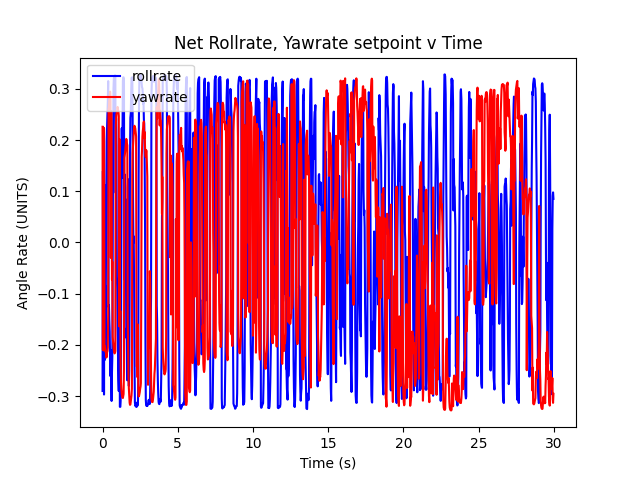 Net Rollrate, Yawrate setpoint v Time
rollrate
yawrate
Angle Rate (UNITS)
0.3
0.2
0.1
0.0
−0.1
−0.2
−0.3
0 5 10 15 20 25 30
Time (s)